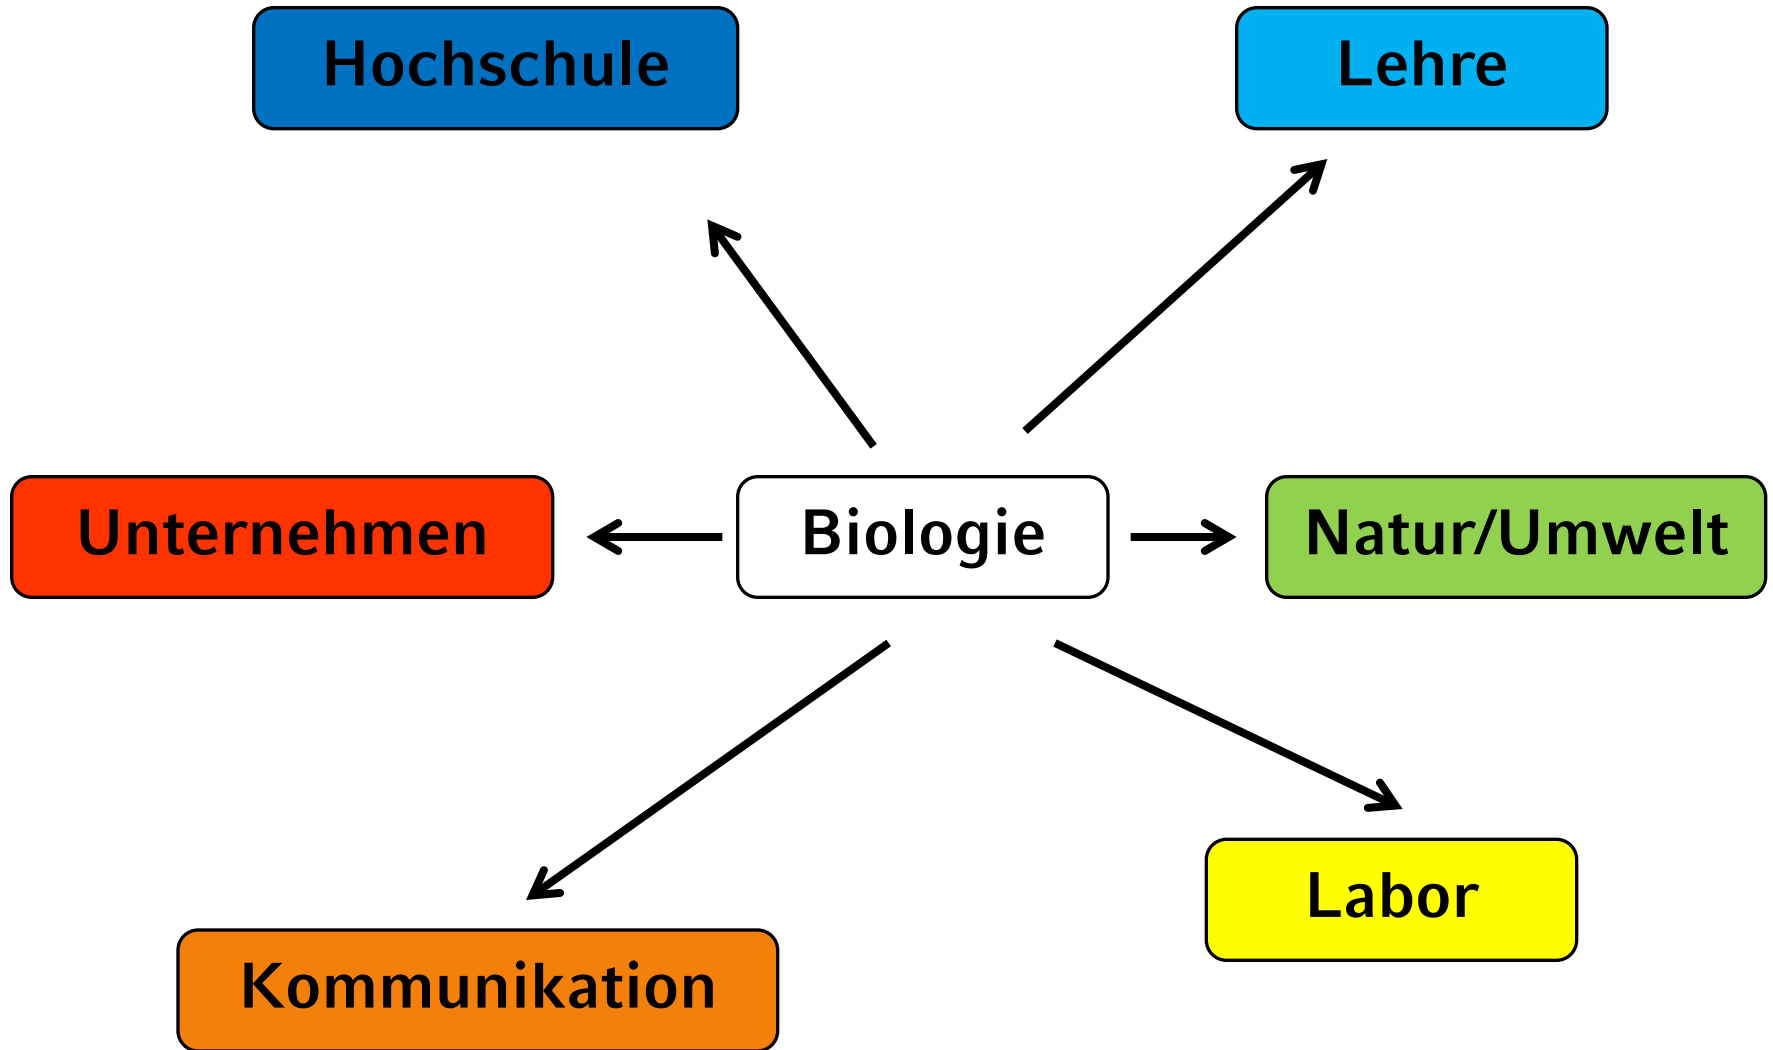 Hochschule
Lehre
Unternehmen
Biologie
Natur/Umwelt
Labor
Kommunikation